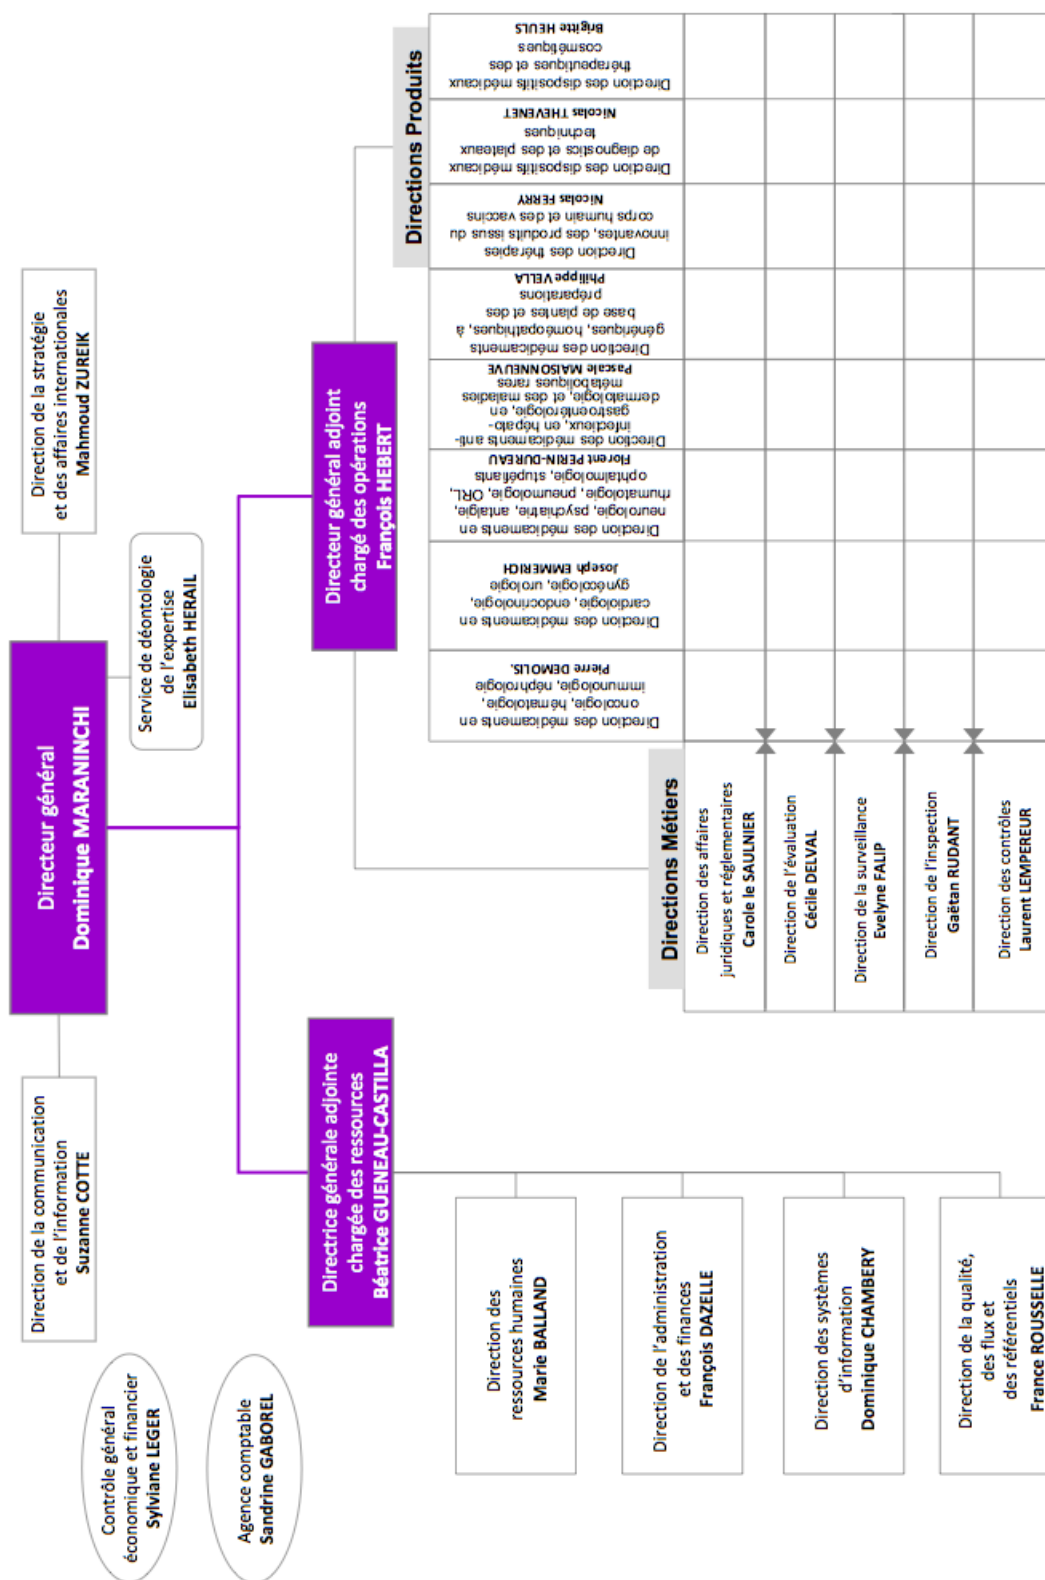 Directeur général
Dominique MARANINCHI
Direction de la communication
et de l'information
Suzanne COTTE
Direction de la stratégie
et des affaires internationales
Mahmoud ZUREIK
Service de déontologie
de l'expertise
Elisabeth HERAIL
Contrôle général
économique et financier
Sylviane LEGER
Agence comptable
Sandrine GABOREL
Directrice générale adjointe
chargée des ressources
Béatrice GUENEAU-CASTILLA
Directeur général adjoint
chargé des opérations
François HEBERT
Direction des
ressources humaines
Marie BALLAND
Direction de l'administration
et des finances
François DAZELLE
Direction des systèmes
d'information
Dominique CHAMBERY
Direction de la qualité,
des flux et
des référentiels
France ROUSSELLE
Directions Métiers
Direction des affaires
juridiques et réglementaires
Carole le SAULNIER
Direction de l'évaluation
Cécile DELVAL
Direction de la surveillance
Evelyne FALIP
Direction de l'inspection
Gaëtan RUDANT
Direction des contrôles
Laurent LEMPEREUR
Directions Produits
Direction des médicaments en
oncologie, hématologie,
immunologie, néphrologie
Pierre DEMOLIS.
Direction des médicaments en
cardiologie, endocrinologie,
gynécologie, urologie
Joseph EMMERICH
Direction des médicaments en
neurologie, psychiatrie, antalgie,
rhumatologie, pneumologie, ORL,
ophtalmologie, stupéfiants
Florent PERIN-DUREAU
Direction des médicaments anti-
infectieux, en hépato-
gastroentérologie, en
dermatologie, et des maladies
métaboliques rares
Pascale MAISONNEUVE
Direction des médicaments
génériques, homéopathiques, à
base de plantes et des
préparations
Philippe VELLA
Direction des thérapies
innovantes, des produits issus du
corps humain et des vaccins
Nicolas FERRY
Direction des dispositifs médicaux
de diagnostics et des plateaux
techniques
Nicolas THEVENET
Direction des dispositifs médicaux
thérapeutiques et des
cosmétiques
Brigitte HEULS